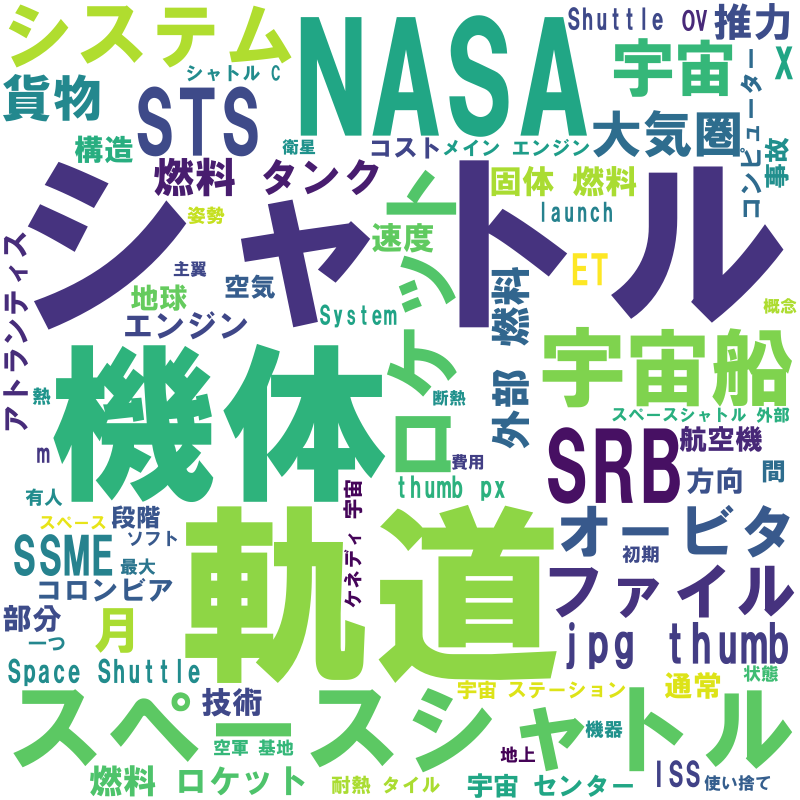 システム
NASA
Shuttle OV
推力
X
宇宙
シャトル C
コンピューター
貨物
STS
大気圏
構造
衛星
コスト
メイン エンジン
事故
燃料 タンク
固体 燃料
シャトル
ロケット
姿勢
launch
速度
アトランティス
主翼
空気
地球
ET
外部 燃料
System
エンジン
概念
機体
宇宙船
熱
断熱
スペースシャトル 外部
m
SRB
航空機
費用
間
方向
thumb px
有人
ケネディ 宇宙
スペース
段階
軌道
オービタ
ソフト
初期
SSME
最大
コロンビア
ファイル
部分
月
一つ
jpg thumb
Space Shuttle
状態
宇宙 ステーション
通常
スペースシャトル
技術
機器
空軍 基地
地上
燃料 ロケット
耐熱 タイル
宇宙 センター
ISS
使い捨て